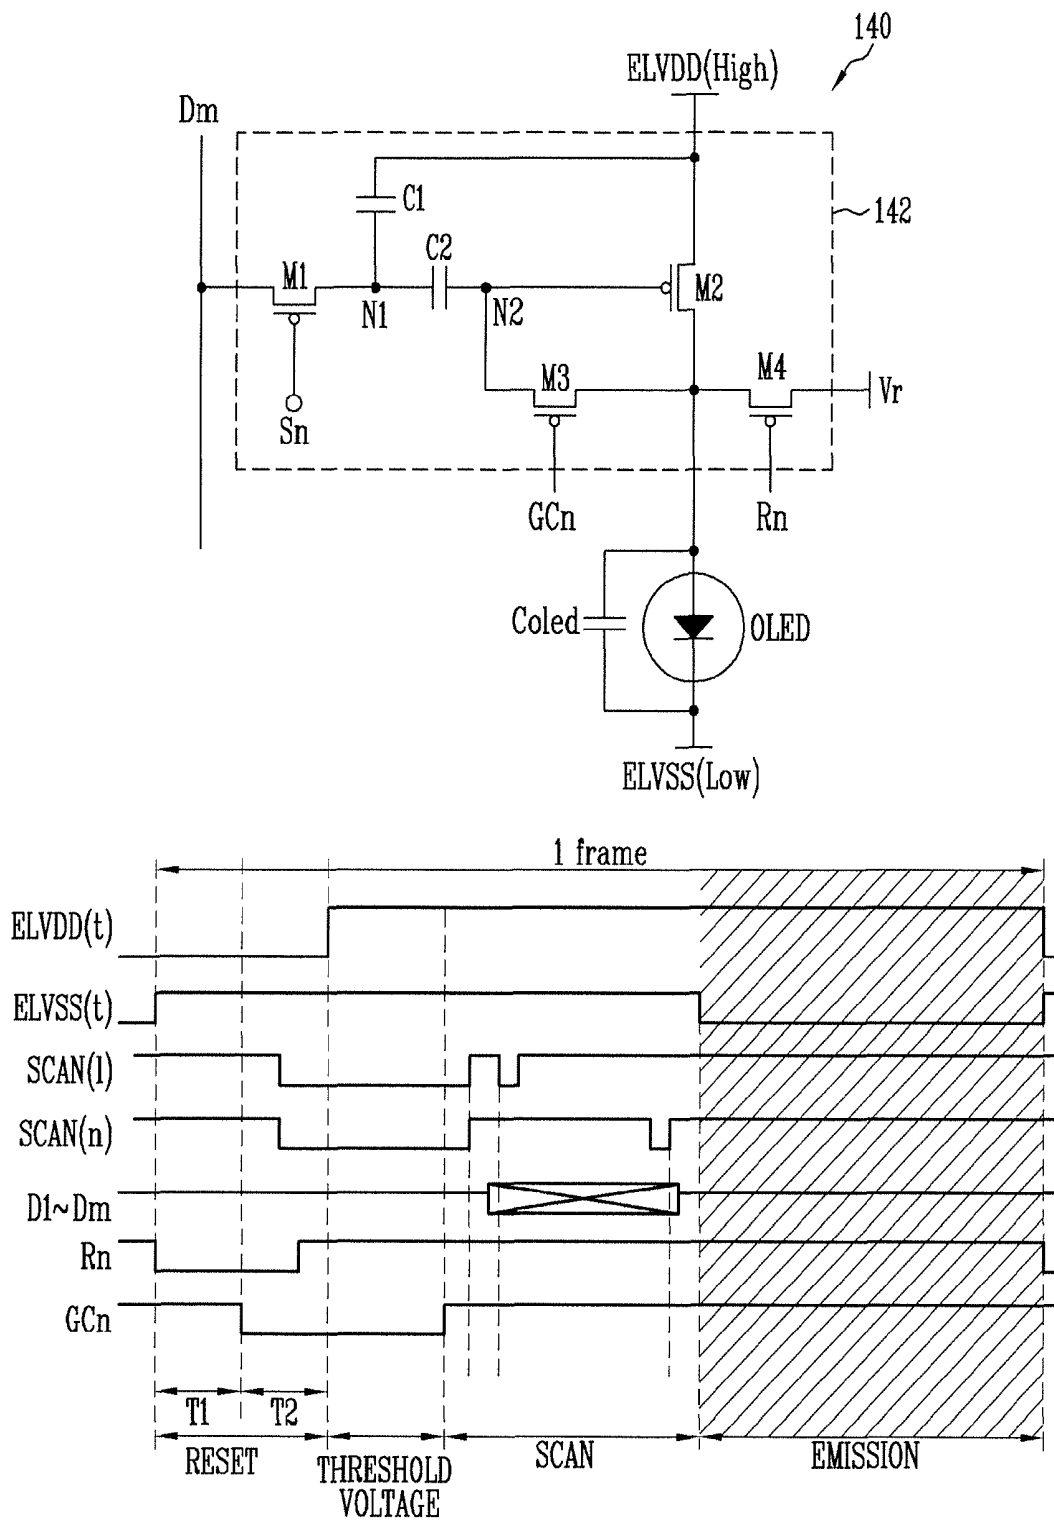 140
ELVDD(High)
Dm
142
C1
C2
M1
N1
N2
M2
M3
M4
Vr
Sn
GCn
Rn
Coled
OLED
ELVSS(Low)
1 frame
ELVDD(t)
ELVSS(t)
SCAN(1)
SCAN(n)
D1~Dm
Rn
GCn
T1
T2
RESET
THRESHOLD
VOLTAGE
SCAN
EMISSION